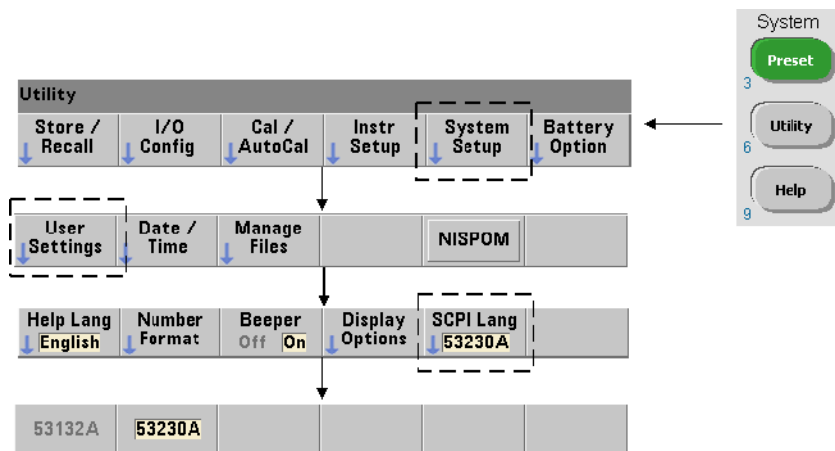 System
Preset
3
Utility
6
Help
9
Utility
Store / Recall
I/O Config
Cal / AutoCal
Instr Setup
System Setup
Battery Option
User Settings
Date / Time
Manage Files
NISPOM
Help Lang English
Number Format
Beeper Off On
Display Options
SCPI Lang 53230A
53132A
53230A